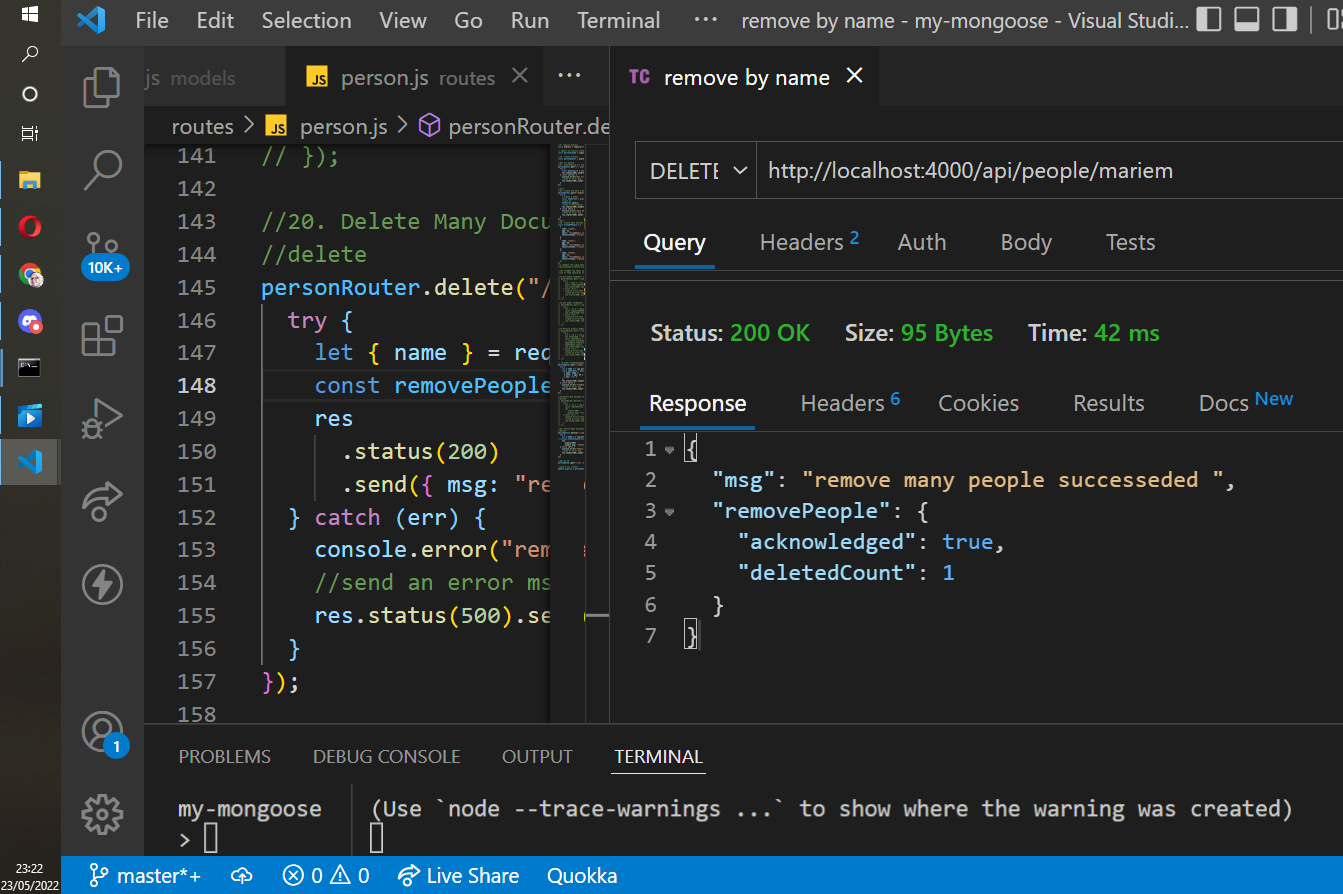 File Edit Selection View Go Run Terminal ··· remove by name - my-mongoose - Visual Studi...
js models
JS person.js routes
···
TC remove by name
routes > JS person.js > personRouter.de
141 // });
142
143 //20. Delete Many Docu
144 //delete
145 personRouter.delete("/
146 try {
147 let { name } = req
148 const removePeople
149 res
150 .status(200)
151 .send({ msg: "re
152 } catch (err) {
153 console.error("rem
154 //send an error ms
155 res.status(500).se
156 }
157 });
158
DELETE http://localhost:4000/api/people/mariem
Query Headers 2 Auth Body Tests
Status: 200 OK Size: 95 Bytes Time: 42 ms
Response Headers 6 Cookies Results Docs New
1 {
2 "msg": "remove many people successeded ",
3 "removePeople": {
4 "acknowledged": true,
5 "deletedCount": 1
6 }
7 }
10K+
1
PROBLEMS DEBUG CONSOLE OUTPUT TERMINAL
my-mongoose
>
(Use `node --trace-warnings ...` to show where the warning was created)
master*+ 0 0 Live Share Quokka
23:22
23/05/2022